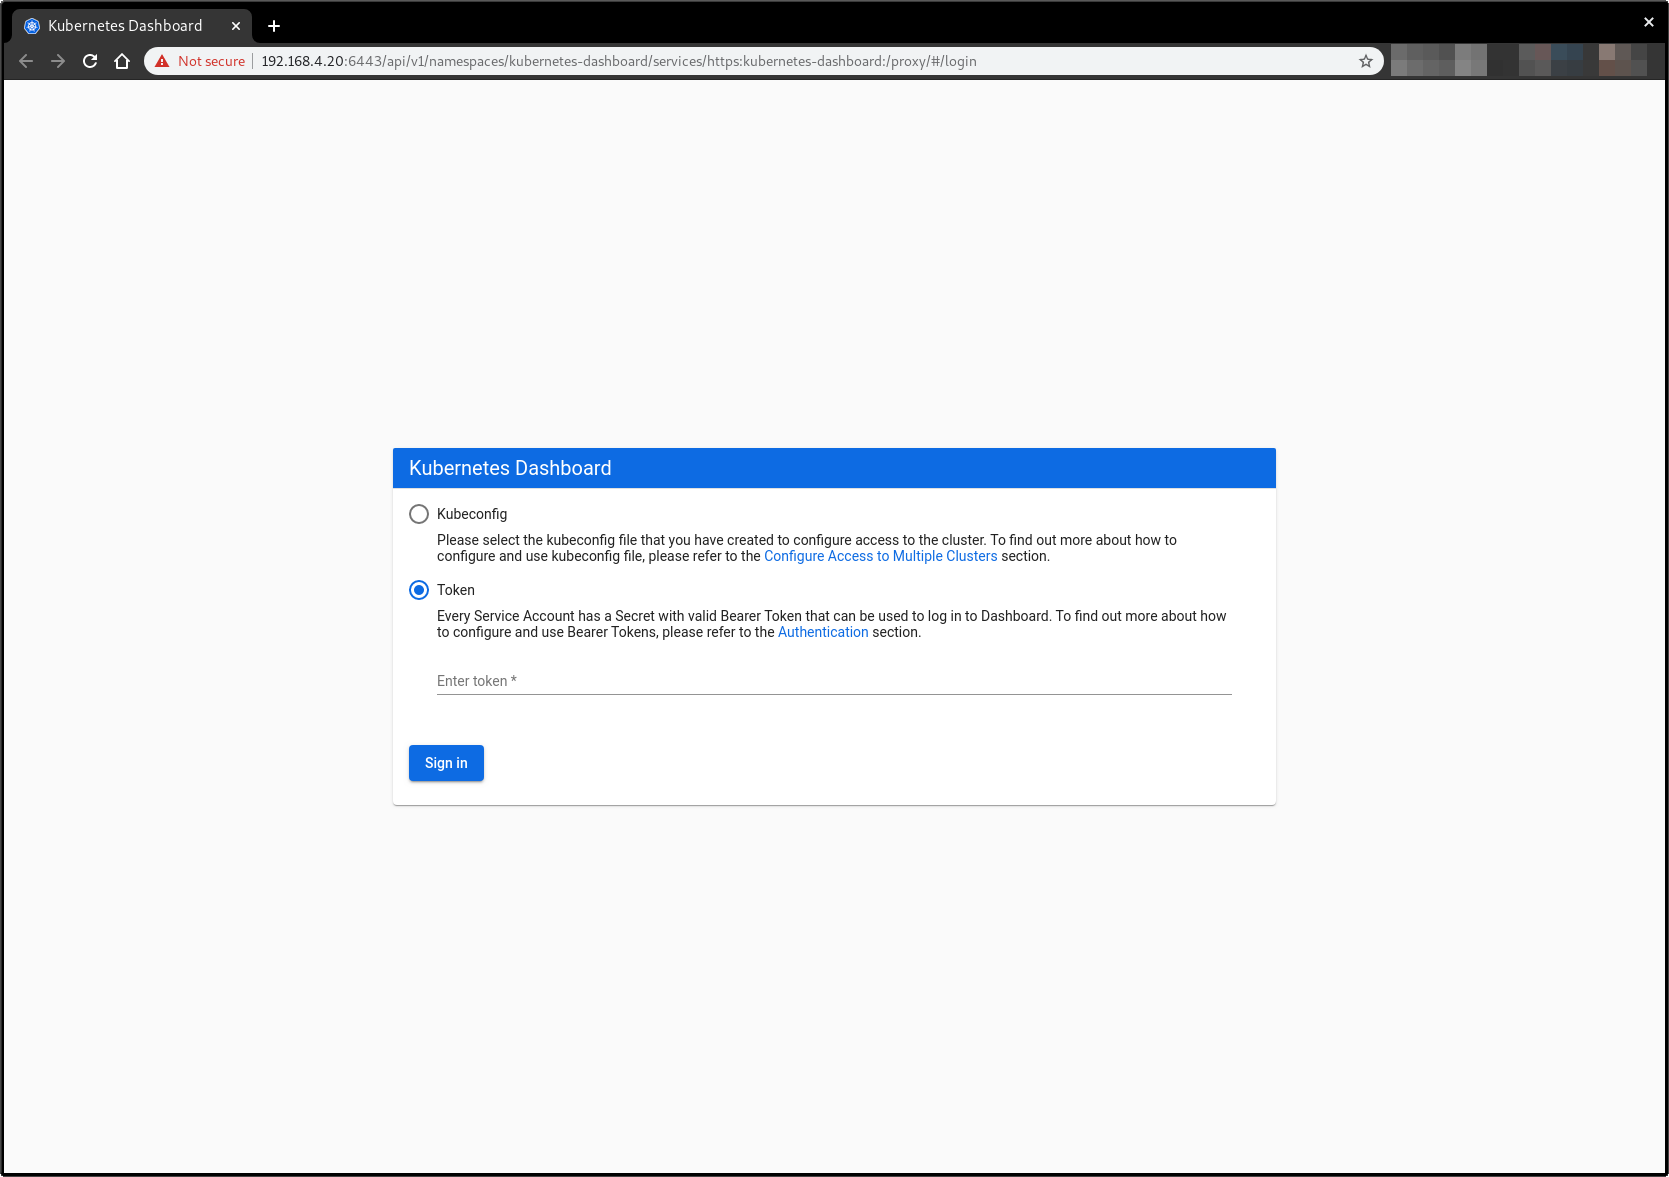 Kubernetes Dashboard
Not secure 192.168.4.20:6443/api/v1/namespaces/kubernetes-dashboard/services/https:kubernetes-dashboard:/proxy/#/login
Kubernetes Dashboard
Kubeconfig
Please select the kubeconfig file that you have created to configure access to the cluster. To find out more about how to
configure and use kubeconfig file, please refer to the Configure Access to Multiple Clusters section.
Token
Every Service Account has a Secret with valid Bearer Token that can be used to log in to Dashboard. To find out more about how
to configure and use Bearer Tokens, please refer to the Authentication section.
Enter token *
Sign in